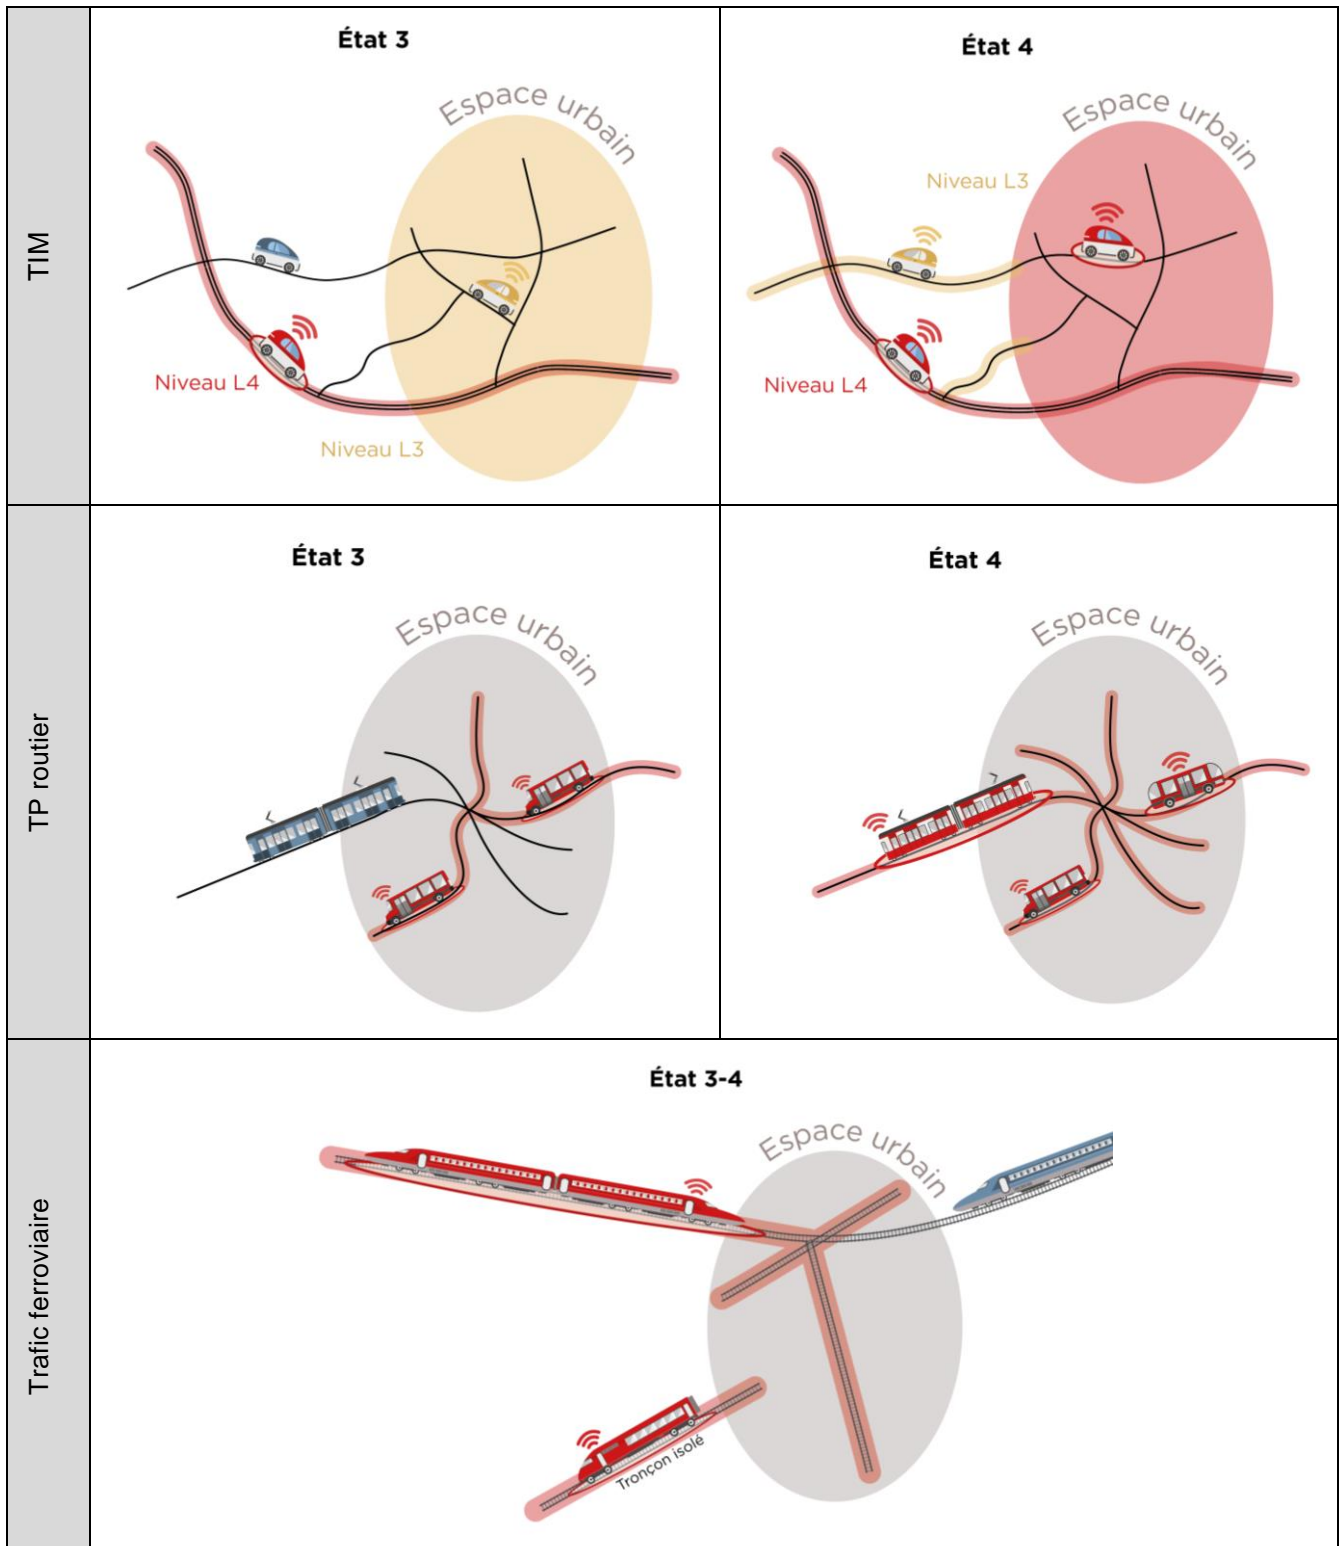 TIM
État 3
Espace urbain
Niveau L4
Niveau L3
État 4
Espace urbain
Niveau L3
Niveau L4
TP routier
État 3
Espace urbain
État 4
Espace urbain
Trafic ferroviaire
État 3-4
Espace urbain
Tronçon isolé